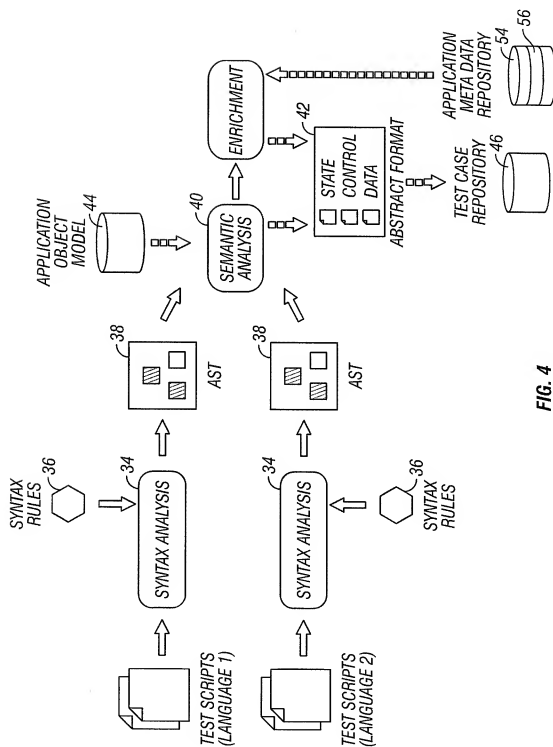 TEST SCRIPTS
(LANGUAGE 1)
SYNTAX
RULES
36
34
SYNTAX ANALYSIS
38
AST
TEST SCRIPTS
(LANGUAGE 2)
34
SYNTAX ANALYSIS
36
SYNTAX
RULES
38
AST
APPLICATION
OBJECT
MODEL
44
40
SEMANTIC
ANALYSIS
ENRICHMENT
42
STATE
CONTROL
DATA
ABSTRACT FORMAT
TEST CASE
REPOSITORY
46
APPLICATION
META DATA
REPOSITORY
54
56
FIG. 4